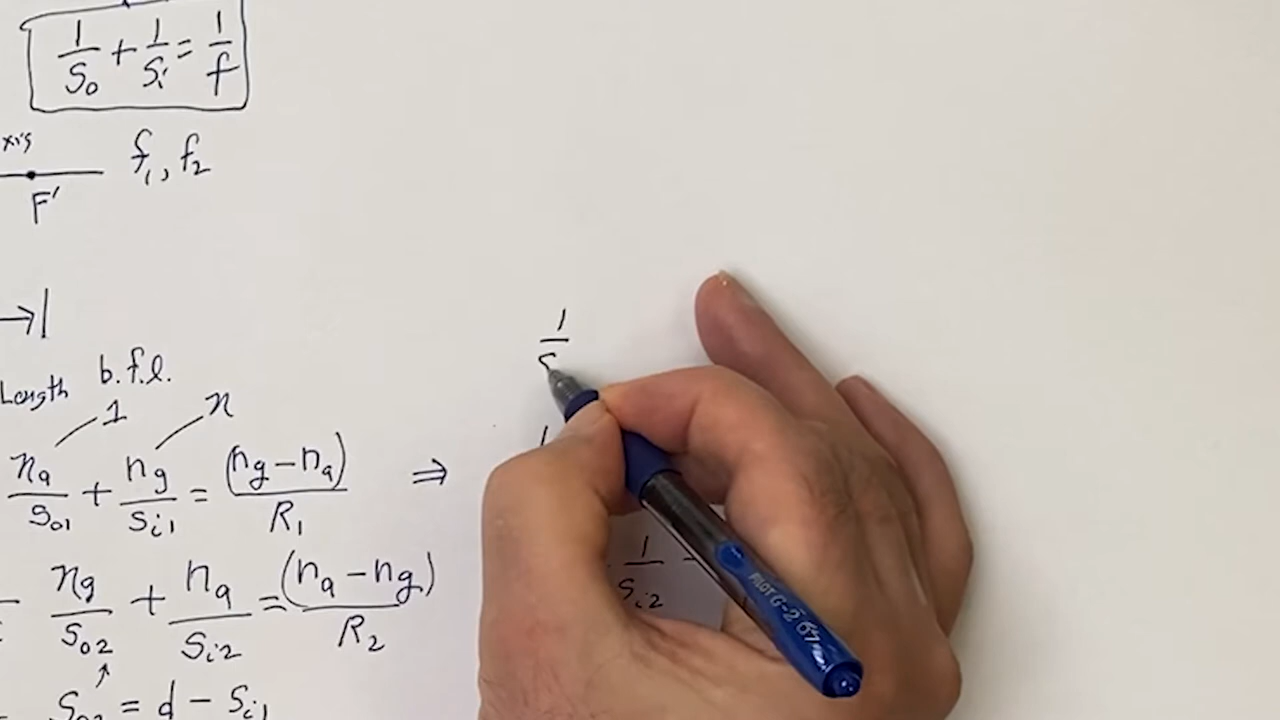 1/S₀ + 1/Sᵢ = 1/f
f₁, f₂
F'
→|
Length b.f.l.
1 n
nₐ/S₀₁ + n_g/Sᵢ₁ = (n_g − nₐ)/R₁ ⇒
1/S
1/Sᵢ₂
n_g/S₀₂ + nₐ/Sᵢ₂ = (nₐ − n_g)/R₂
↑
S₀₂ = d − Sᵢ₁
PILOT G-2 07